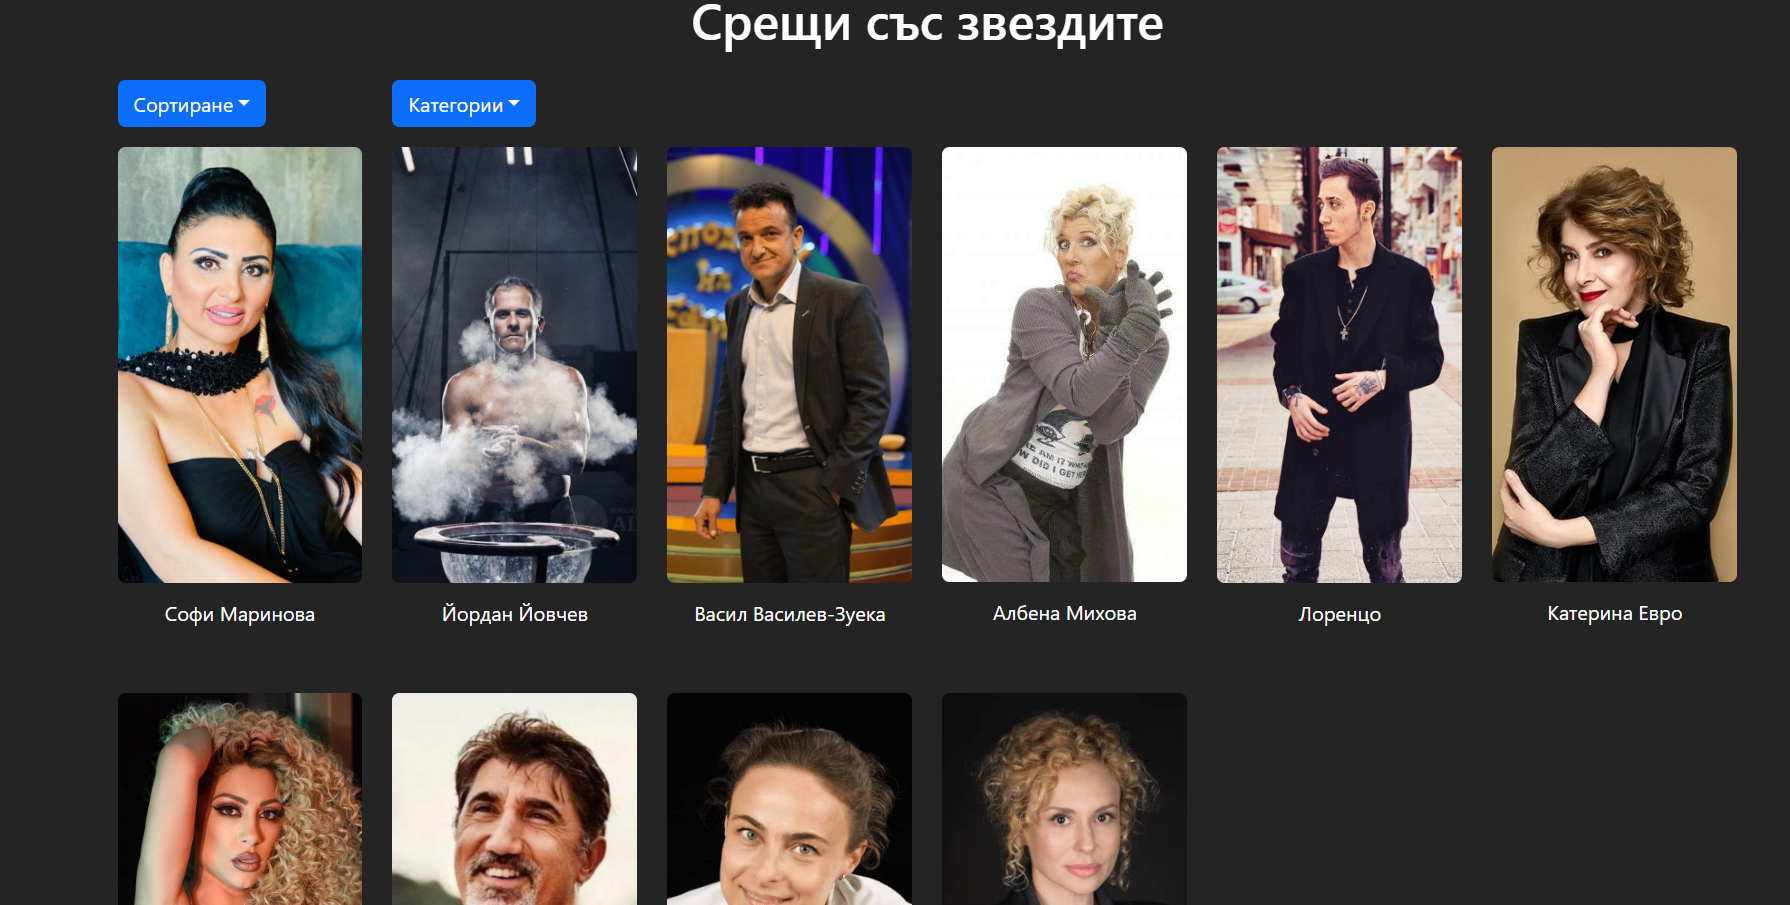 Срещи със звездите
Сортиране
Категории
Софи Маринова
Йордан Йовчев
Васил Василев-Зуека
Албена Михова
Лоренцо
Катерина Евро